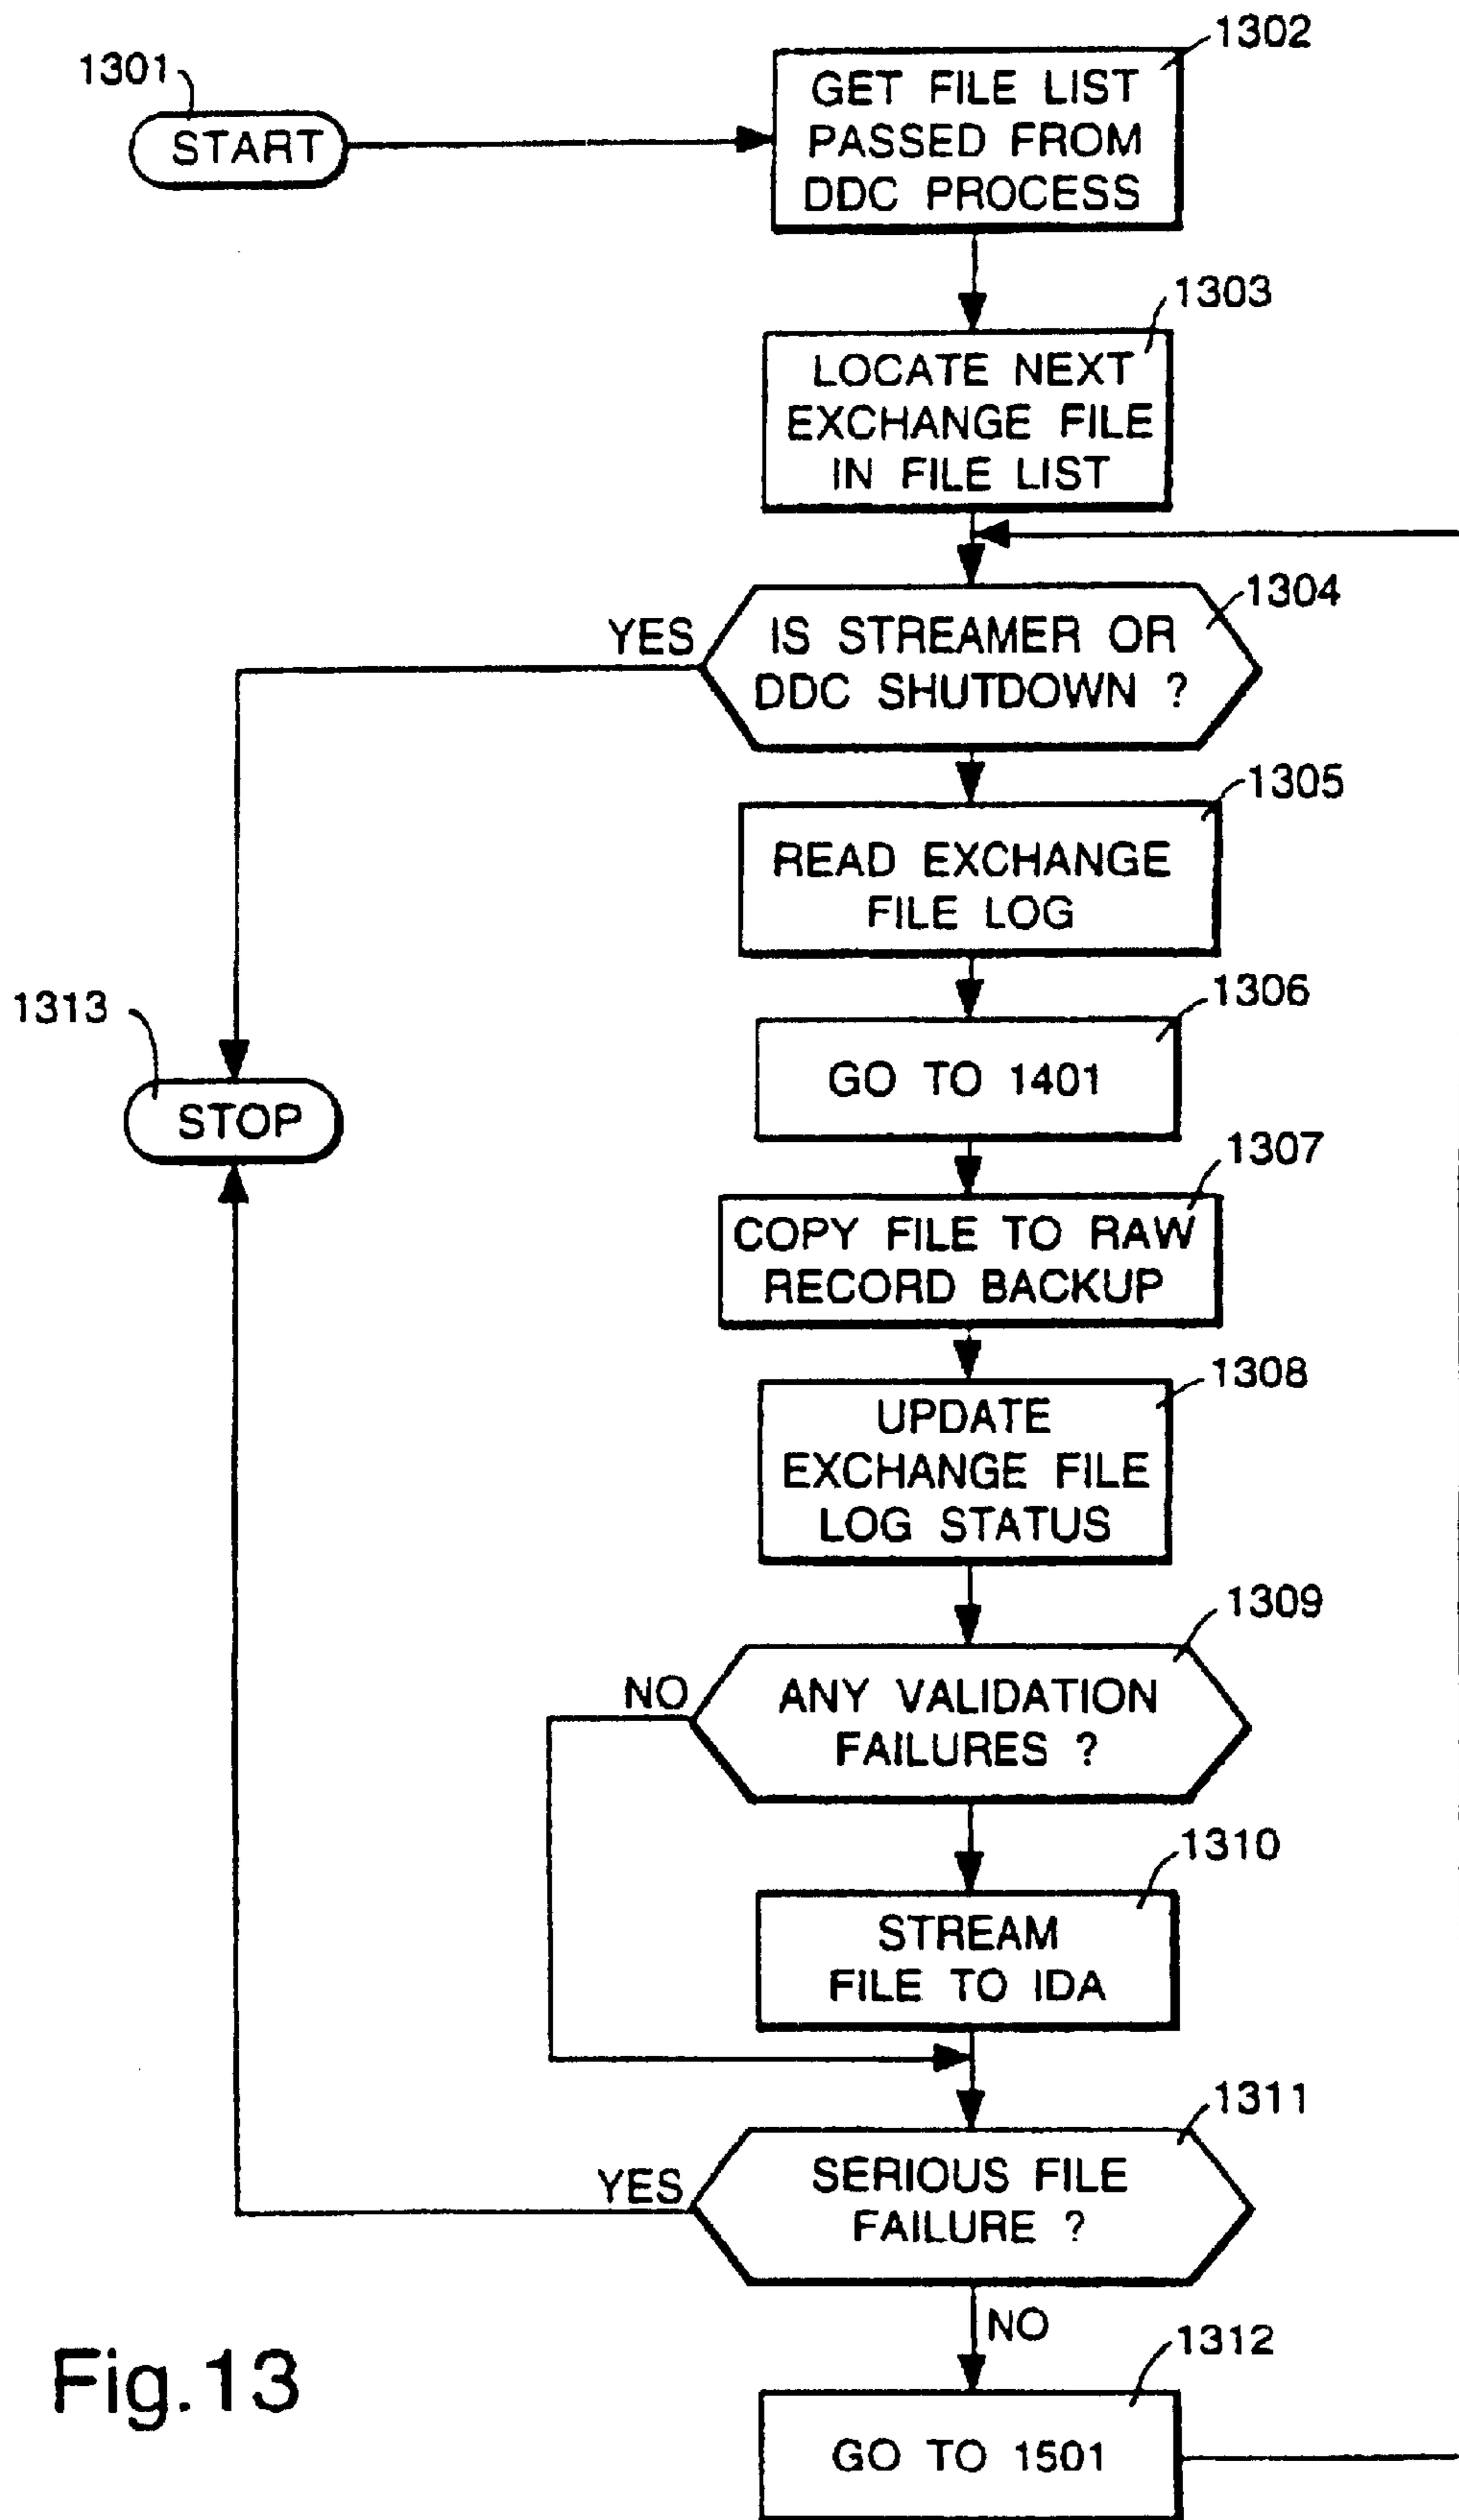 1301
START
1302
GET FILE LIST
PASSED FROM
DDC PROCESS
1303
LOCATE NEXT
EXCHANGE FILE
IN FILE LIST
1304
YES
IS STREAMER OR
DDC SHUTDOWN ?
1305
READ EXCHANGE
FILE LOG
1306
GO TO 1401
1313
STOP
1307
COPY FILE TO RAW
RECORD BACKUP
1308
UPDATE
EXCHANGE FILE
LOG STATUS
1309
NO
ANY VALIDATION
FAILURES ?
1310
STREAM
FILE TO IDA
1311
YES
SERIOUS FILE
FAILURE ?
NO
1312
GO TO 1501
Fig.13